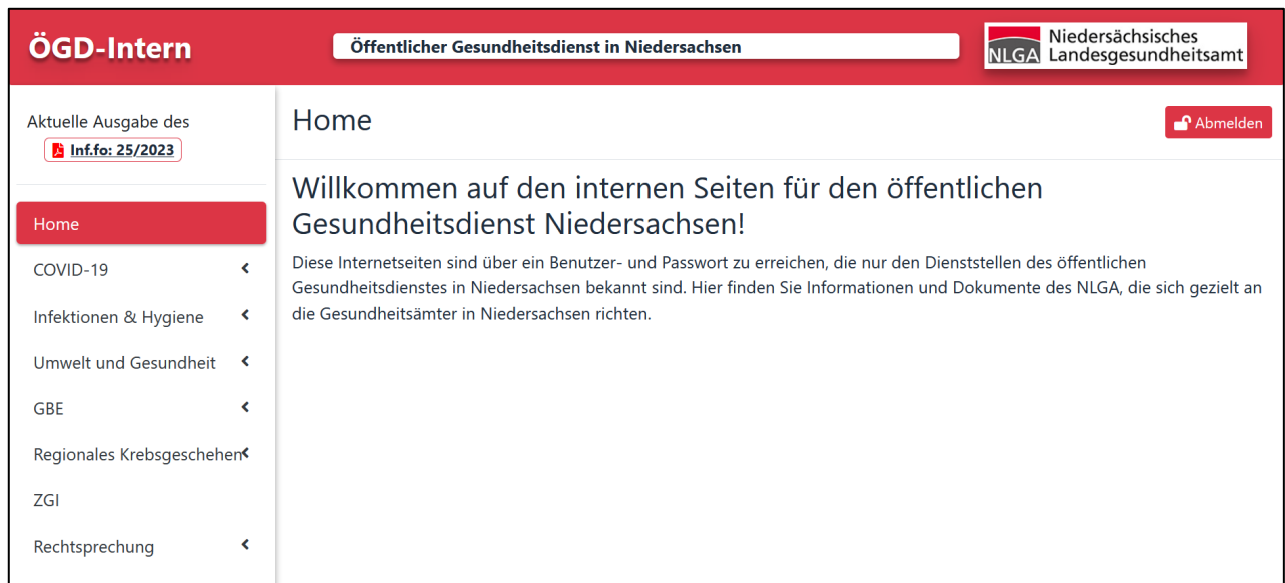 ÖGD-Intern
Öffentlicher Gesundheitsdienst in Niedersachsen
NLGA
Niedersächsisches
Landesgesundheitsamt
Aktuelle Ausgabe des
Inf.fo: 25/2023
Home
COVID-19
Infektionen & Hygiene
Umwelt und Gesundheit
GBE
Regionales Krebsgeschehen
ZGI
Rechtsprechung
Home
Abmelden
Willkommen auf den internen Seiten für den öffentlichen
Gesundheitsdienst Niedersachsen!
Diese Internetseiten sind über ein Benutzer- und Passwort zu erreichen, die nur den Dienststellen des öffentlichen
Gesundheitsdienstes in Niedersachsen bekannt sind. Hier finden Sie Informationen und Dokumente des NLGA, die sich gezielt an
die Gesundheitsämter in Niedersachsen richten.